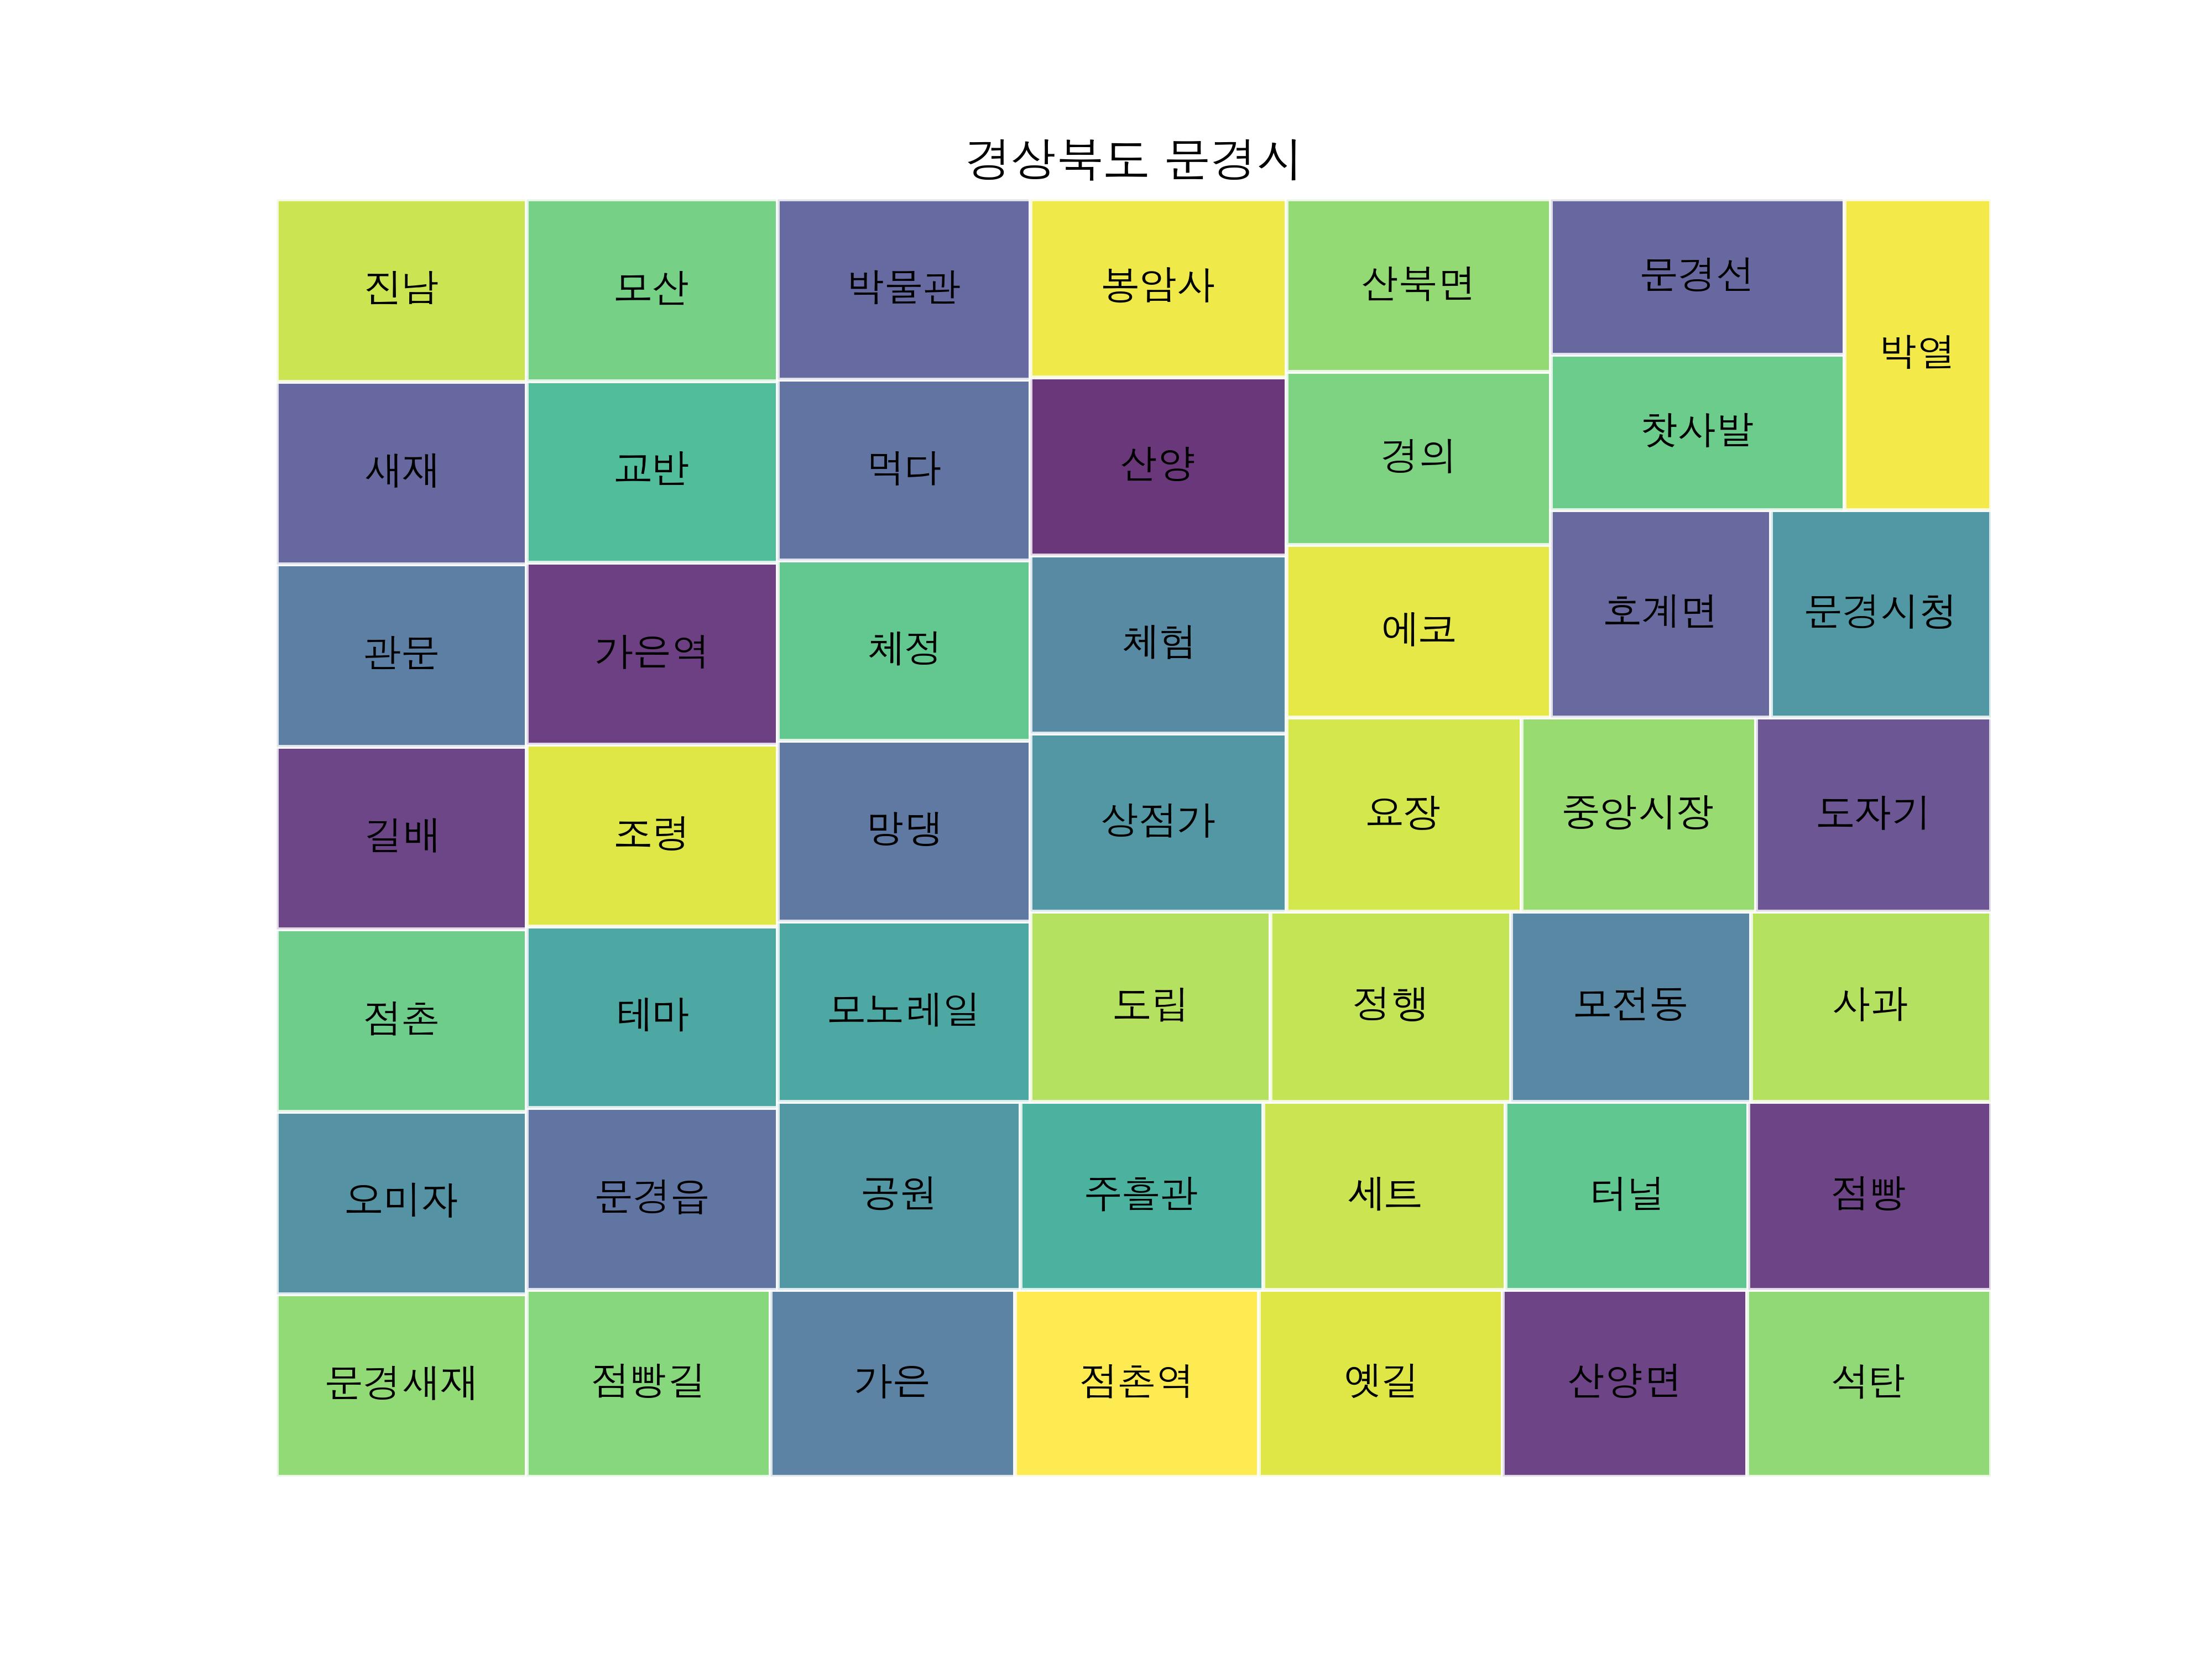 경상북도 문경시
진남
모산
박물관
봉암사
산북면
문경선
박열
새재
교반
먹다
산양
경의
찻사발
관문
가은역
체정
체험
에코
호계면
문경시청
길배
조령
망댕
상점가
요장
중앙시장
도자기
점촌
테마
모노레일
도립
정행
모전동
사과
오미자
문경읍
공원
주흘관
세트
터널
점빵
문경새재
점빵길
가은
점촌역
옛길
산양면
석탄